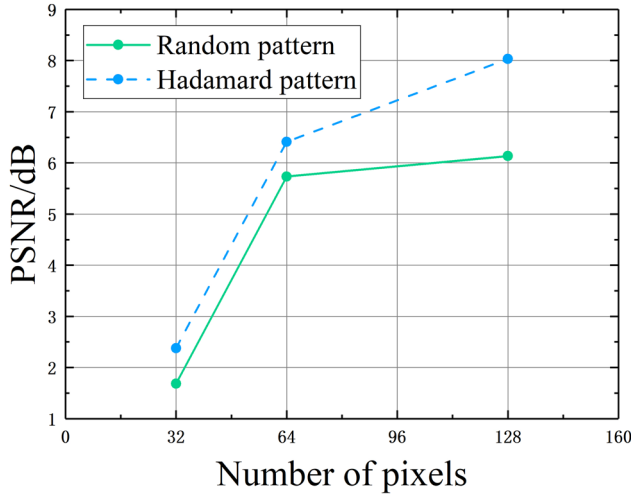 Random pattern
Hadamard pattern
PSNR/dB
9
8
7
6
5
4
3
2
1
0 32 64 96 128 160
Number of pixels